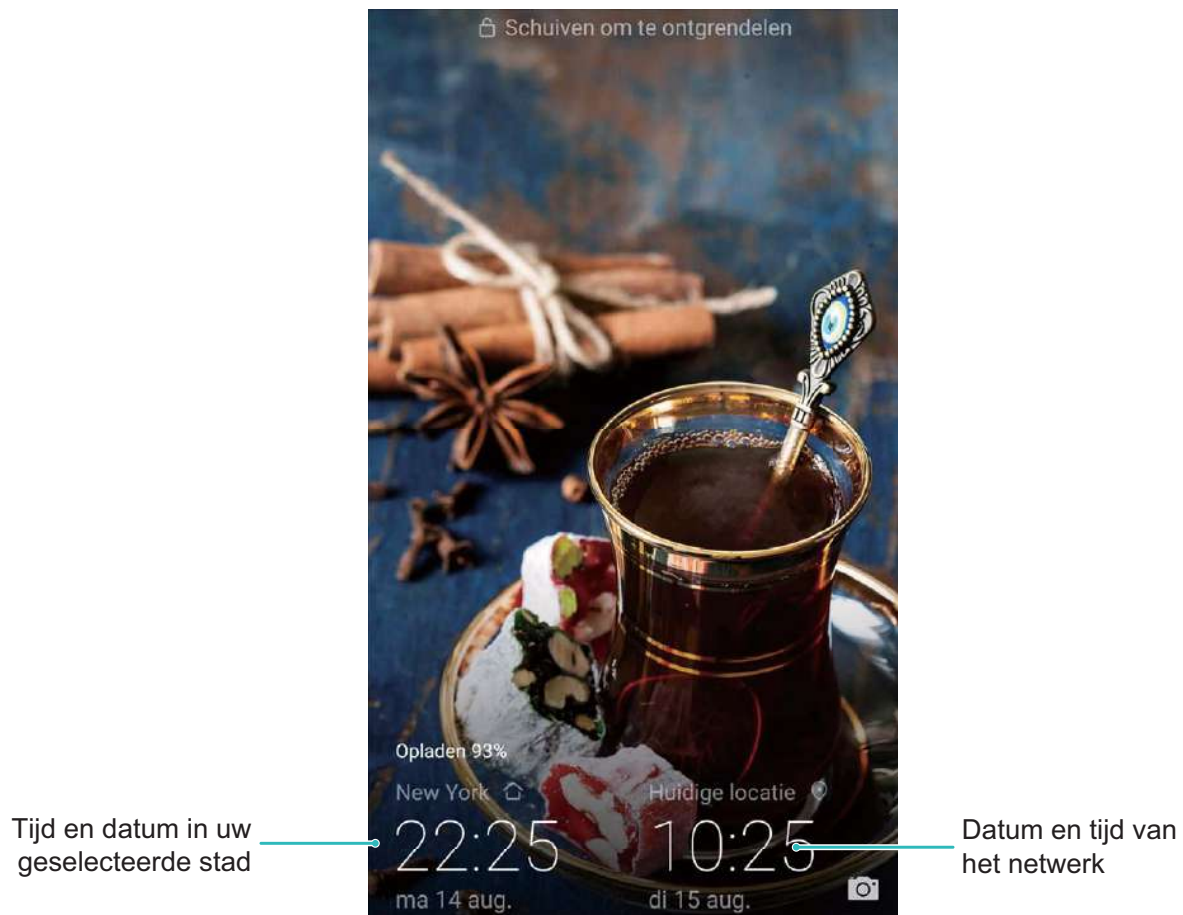 Schuiven om te ontgrendelen
Opladen 93%
New York
Huidige locatie
22:25
10:25
ma 14 aug.
di 15 aug.
Tijd en datum in uw
geselecteerde stad
Datum en tijd van
het netwerk